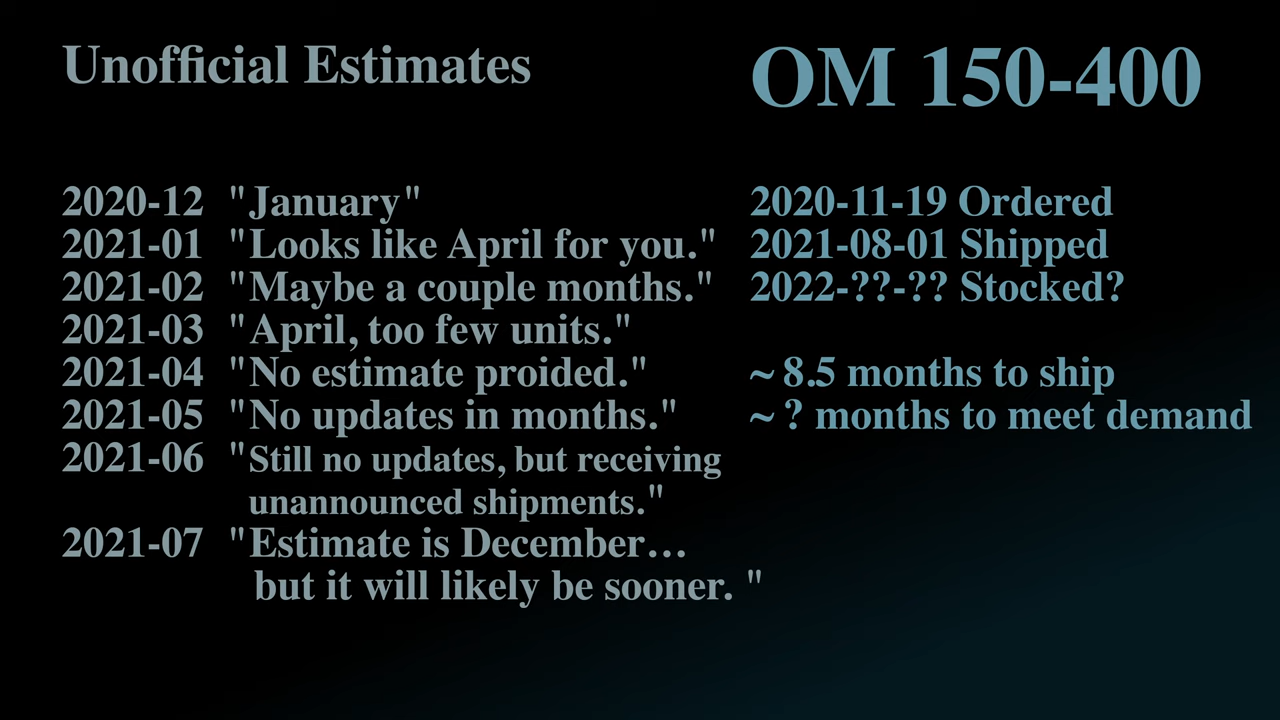 Unofficial Estimates
2020-12 "January"
2021-01 "Looks like April for you."
2021-02 "Maybe a couple months."
2021-03 "April, too few units."
2021-04 "No estimate proided."
2021-05 "No updates in months."
2021-06 "Still no updates, but receiving
unannounced shipments."
2021-07 "Estimate is December…
but it will likely be sooner. "
OM 150-400
2020-11-19 Ordered
2021-08-01 Shipped
2022-??-?? Stocked?
~ 8.5 months to ship
~ ? months to meet demand